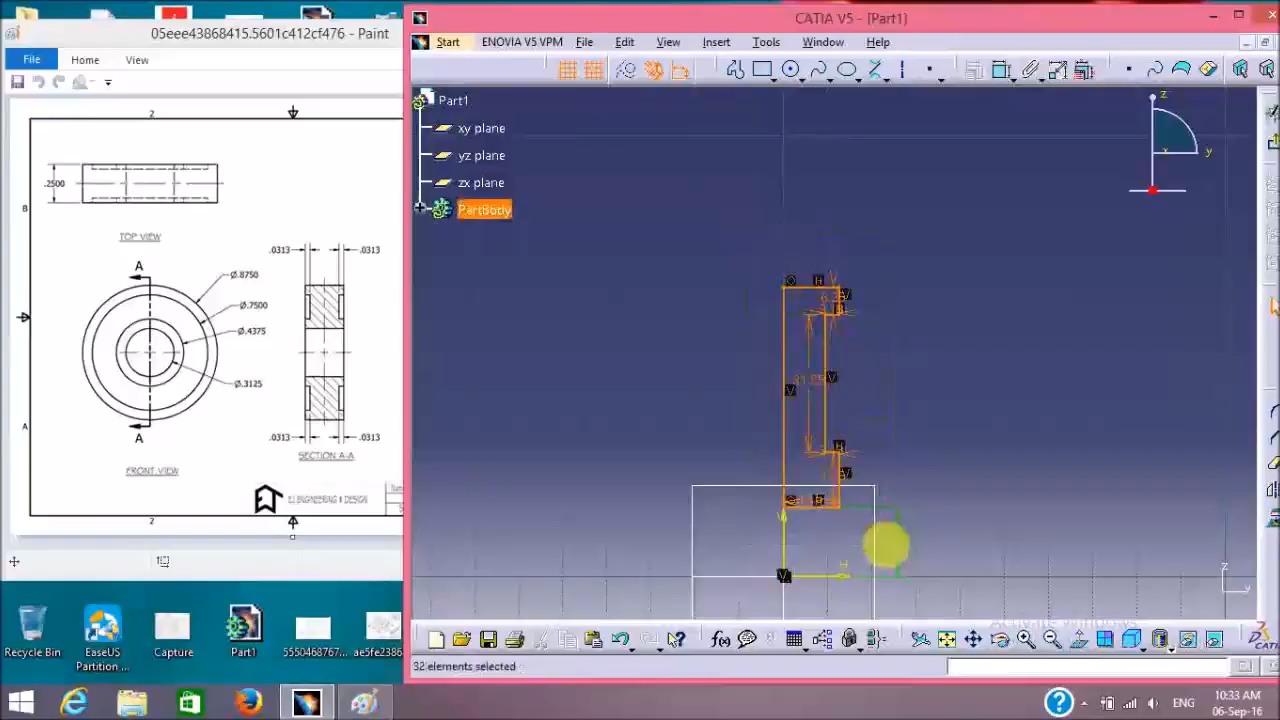 05eee43868415.5601c412cf476 - Paint
File
Home
View
2
B
.2500
TOP VIEW
A
.0313
.0313
Ø.8750
Ø.7500
Ø.4375
Ø.3125
A
A
.0313
.0313
SECTION A-A
FRONT VIEW
2
CATIA V5 - [Part1]
Start
ENOVIA V5 VPM
File
Edit
View
Insert
Tools
Window
Help
Part1
xy plane
yz plane
zx plane
PartBody
z
y
x
H
V
32 elements selected
Recycle Bin
EaseUS Partition ...
Capture
Part1
5550468767...
ae5fe2386
ENG
10:33 AM
06-Sep-16